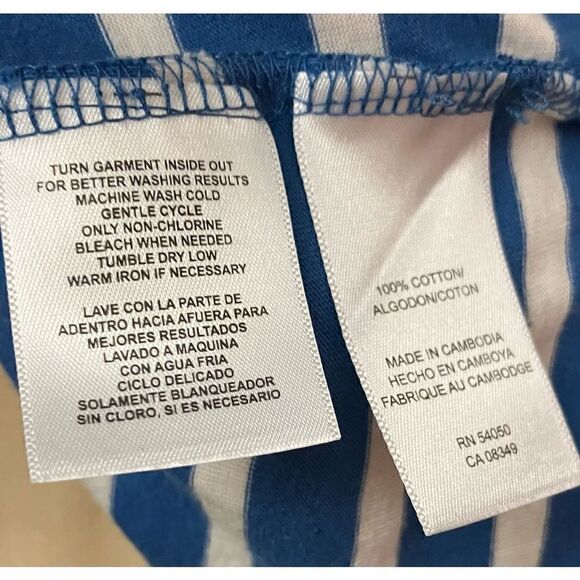 TURN GARMENT INSIDE OUT
FOR BETTER WASHING RESULTS
MACHINE WASH COLD
GENTLE CYCLE
ONLY NON-CHLORINE
BLEACH WHEN NEEDED
TUMBLE DRY LOW
WARM IRON IF NECESSARY
LAVE CON LA PARTE DE
ADENTRO HACIA AFUERA PARA
MEJORES RESULTADOS
LAVADO A MAQUINA
CON AGUA FRIA
CICLO DELICADO
SOLAMENTE BLANQUEADOR
SIN CLORO, SI ES NECESARIO
100% COTTON/
ALGODON/COTON
MADE IN CAMBODIA
HECHO EN CAMBOYA
FABRIQUE AU CAMBODGE
RN 54050
CA 08349